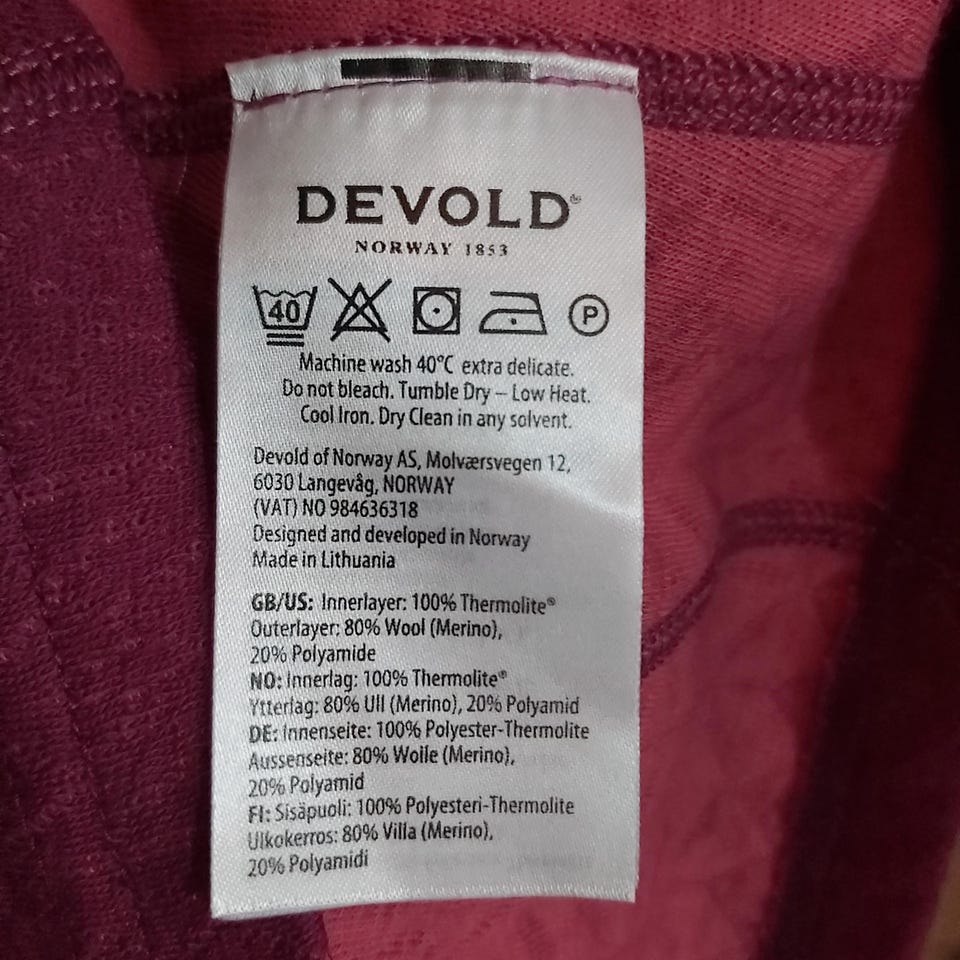 DEVOLD®
NORWAY 1853
40 P
Machine wash 40°C extra delicate.
Do not bleach. Tumble Dry – Low Heat.
Cool Iron. Dry Clean in any solvent.
Devold of Norway AS, Molværsvegen 12,
6030 Langevåg, NORWAY
(VAT) NO 984636318
Designed and developed in Norway
Made in Lithuania
GB/US: Innerlayer: 100% Thermolite®
Outerlayer: 80% Wool (Merino),
20% Polyamide
NO: Innerlag: 100% Thermolite®
Ytterlag: 80% Ull (Merino), 20% Polyamid
DE: Innenseite: 100% Polyester-Thermolite
Aussenseite: 80% Wolle (Merino),
20% Polyamid
FI: Sisäpuoli: 100% Polyesteri-Thermolite
Ulkokerros: 80% Villa (Merino),
20% Polyamidi